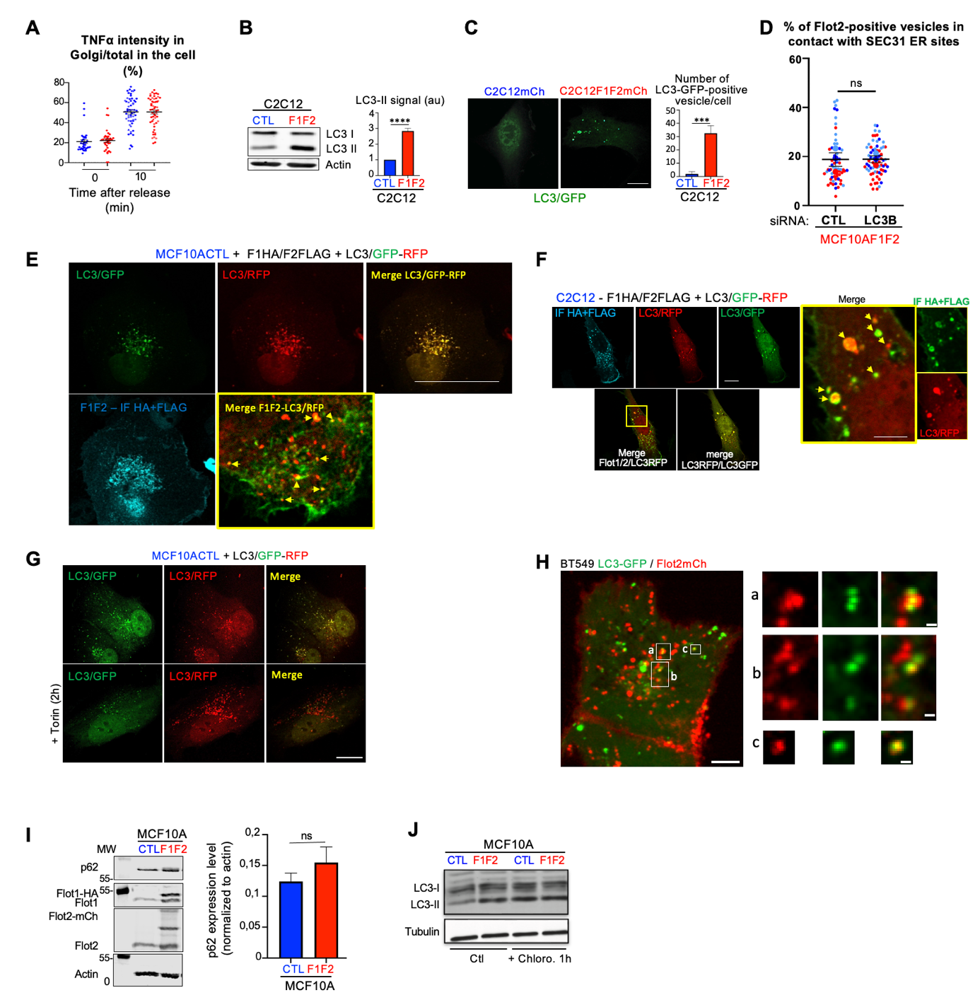 A
TNFα intensity in
Golgi/total in the cell
(%)
80
60
40
20
0
0
10
Time after release
(min)
B
C2C12
CTL F1F2
LC3 I
LC3 II
Actin
LC3-II signal (au)
4
3
2
1
0
****
CTL F1F2
C2C12
C
C2C12mCh
C2C12F1F2mCh
LC3/GFP
Number of
LC3-GFP-positive
vesicle/cell
50
40
30
20
10
0
***
CTL F1F2
C2C12
D
% of Flot2-positive vesicles in
contact with SEC31 ER sites
60
40
20
0
ns
siRNA: CTL LC3B
MCF10AF1F2
E
MCF10ACTL + F1HA/F2FLAG + LC3/GFP-RFP
LC3/GFP
LC3/RFP
Merge LC3/GFP-RFP
F1F2 – IF HA+FLAG
Merge F1F2-LC3/RFP
F
C2C12 - F1HA/F2FLAG + LC3/GFP-RFP
IF HA+FLAG
LC3/RFP
LC3/GFP
Merge
Flot1/2/LC3RFP
merge
LC3RFP/LC3GFP
Merge
IF HA+FLAG
LC3/RFP
G
MCF10ACTL + LC3/GFP-RFP
LC3/GFP
LC3/RFP
Merge
+ Torin (2h)
LC3/GFP
LC3/RFP
Merge
H
BT549 LC3-GFP / Flot2mCh
a
b
c
a
b
c
I
MCF10A
MW CTL F1F2
p62
55-
Flot1-HA
55-
Flot1
Flot2-mCh
Flot2
55-
Actin
0
p62 expression level
(normalized to actin)
0,2
0,15
0,1
0,05
0
ns
CTL F1F2
MCF10A
J
MCF10A
CTL F1F2 CTL F1F2
LC3-I
LC3-II
Tubulin
Ctl + Chloro. 1h